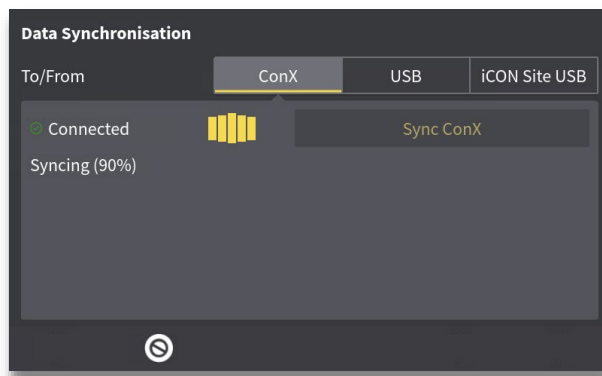 Data Synchronisation
To/From ConX USB iCON Site USB
Connected Sync ConX
Syncing (90%)